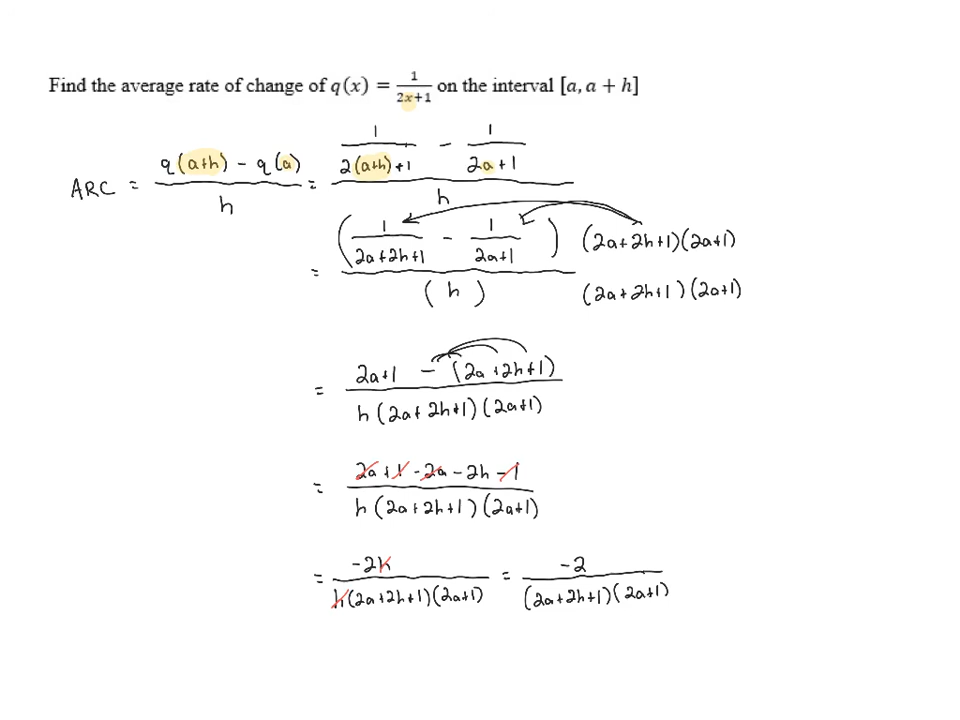 Find the average rate of change of q(x) = 1/(2x+1) on the interval [a, a + h]
ARC = (q(a+h) - q(a))/h = (1/(2(a+h)+1) - 1/(2a+1))/h
= ((1/(2a+2h+1) - 1/(2a+1)) (2a+2h+1)(2a+1))/((h) (2a+2h+1)(2a+1))
= (2a+1 - (2a+2h+1))/(h(2a+2h+1)(2a+1))
= (2a+1-2a-2h-1)/(h(2a+2h+1)(2a+1))
= (-2h)/(h(2a+2h+1)(2a+1)) = (-2)/((2a+2h+1)(2a+1))